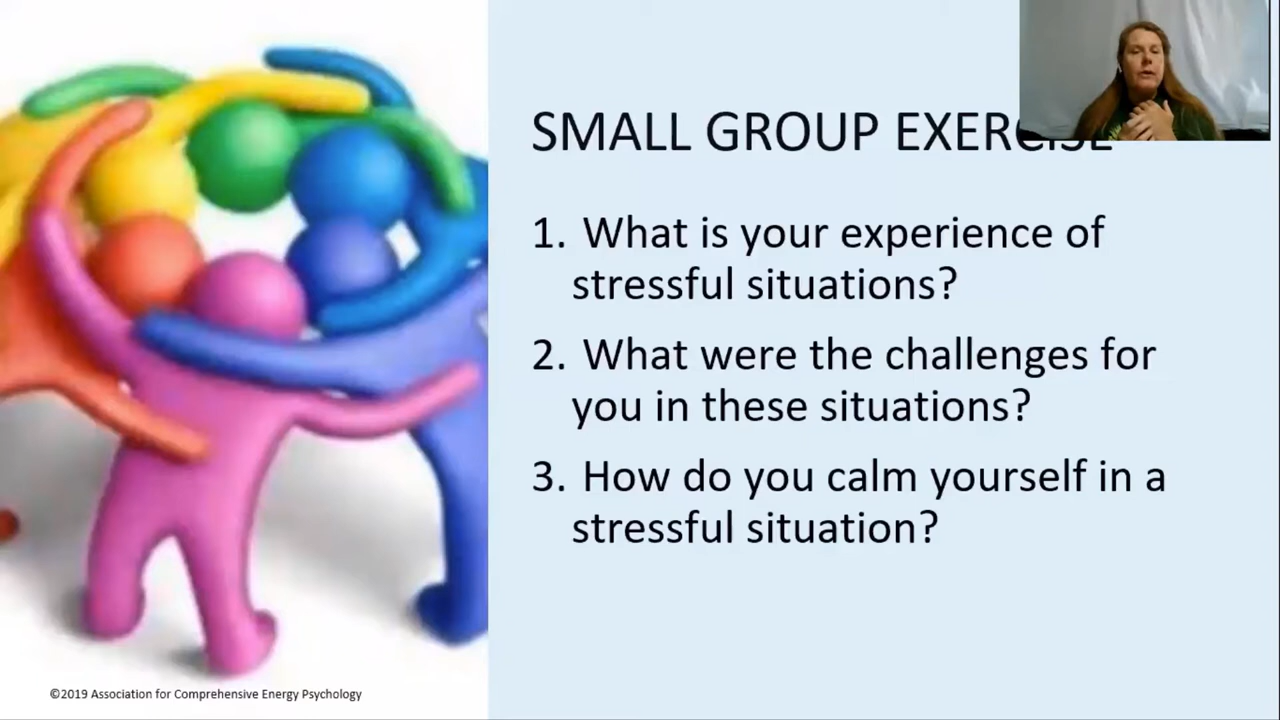 SMALL GROUP EXERCISE
1. What is your experience of
stressful situations?
2. What were the challenges for
you in these situations?
3. How do you calm yourself in a
stressful situation?
©2019 Association for Comprehensive Energy Psychology